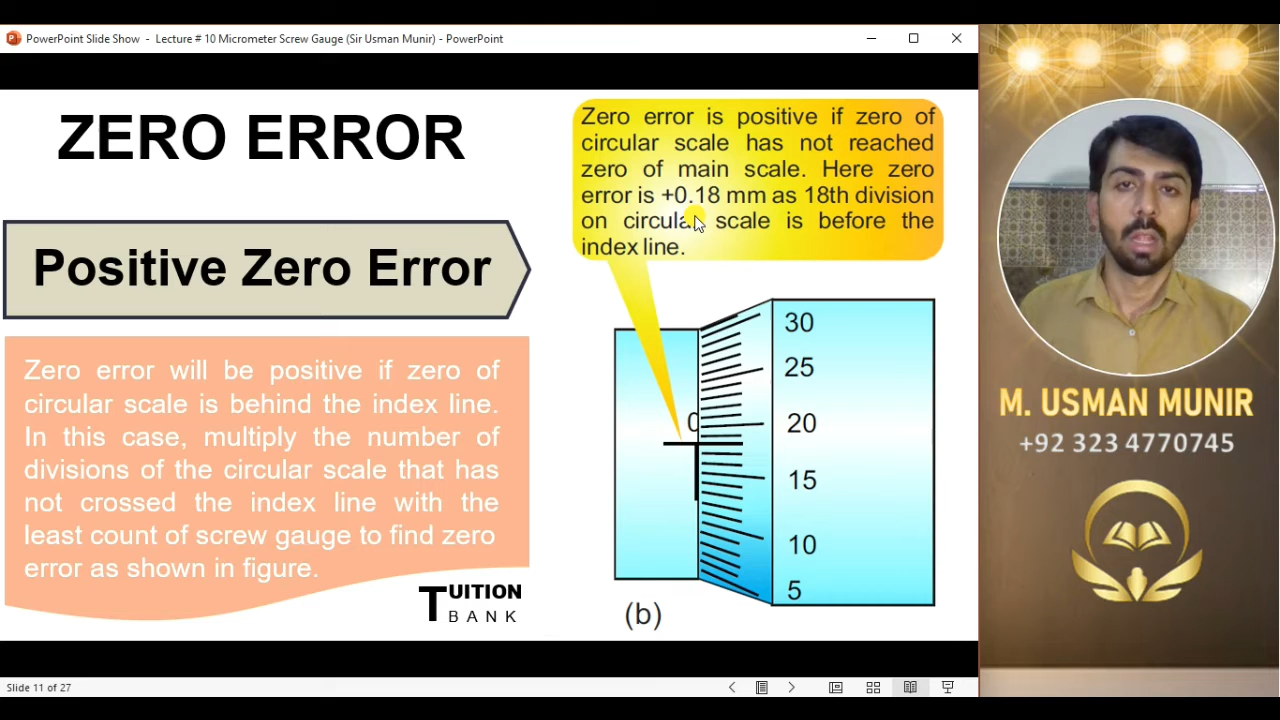 PowerPoint Slide Show - Lecture # 10 Micrometer Screw Gauge (Sir Usman Munir) - PowerPoint
ZERO ERROR
Positive Zero Error
Zero error will be positive if zero of
circular scale is behind the index line.
In this case, multiply the number of
divisions of the circular scale that has
not crossed the index line with the
least count of screw gauge to find zero
error as shown in figure.
TUITION
BANK
Zero error is positive if zero of
circular scale has not reached
zero of main scale. Here zero
error is +0.18 mm as 18th division
on circular scale is before the
index line.
0
30
25
20
15
10
5
(b)
M. USMAN MUNIR
+92 323 4770745
Slide 11 of 27